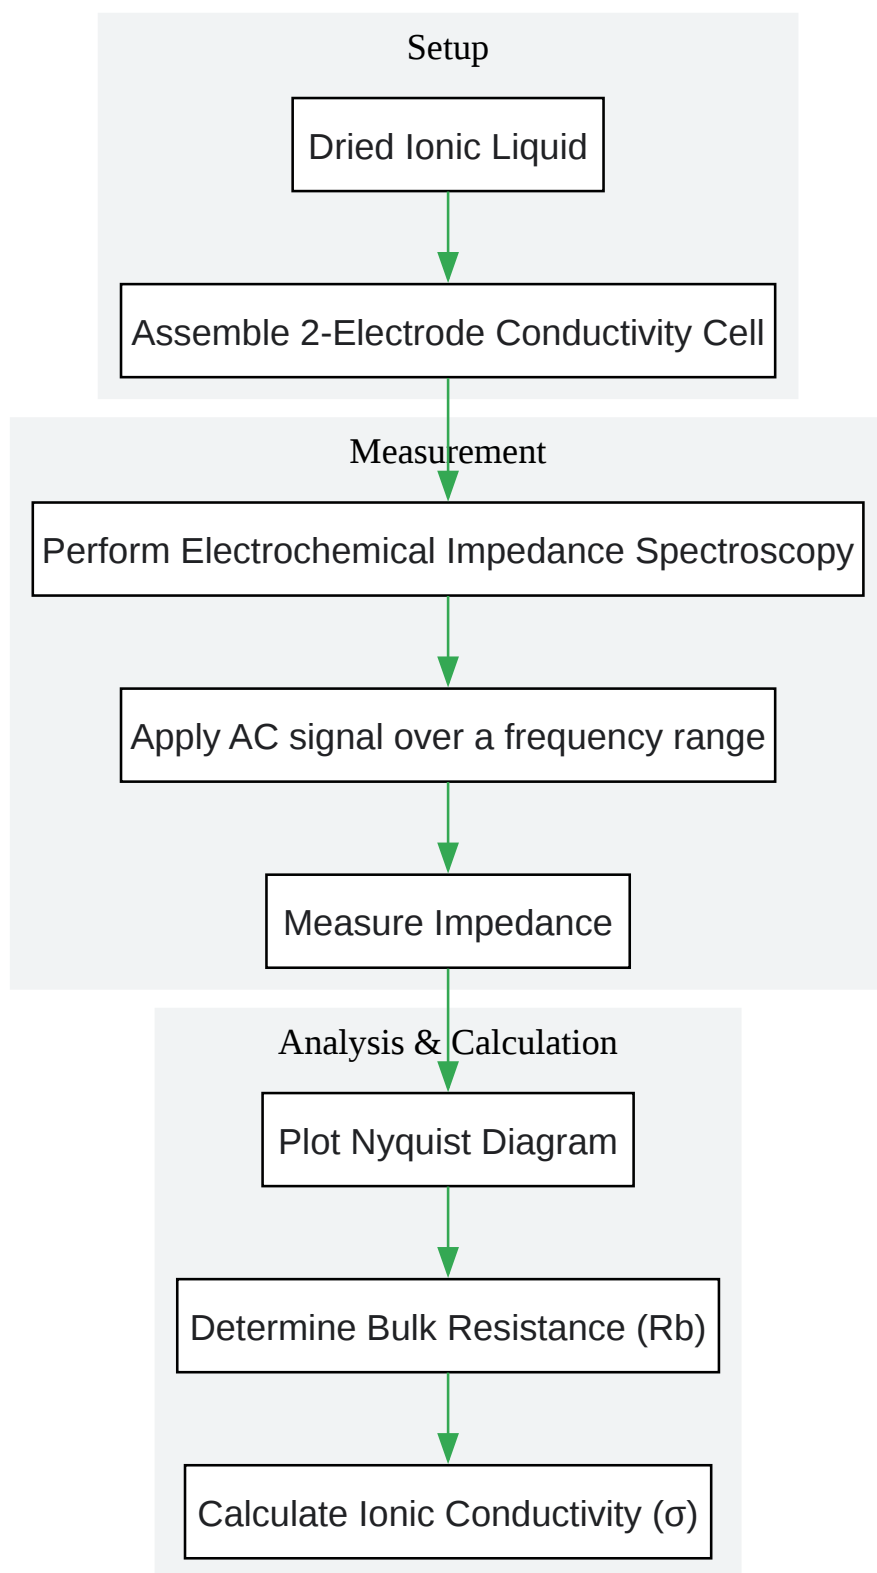 Setup
Dried Ionic Liquid
Assemble 2-Electrode Conductivity Cell
Measurement
Perform Electrochemical Impedance Spectroscopy
Apply AC signal over a frequency range
Measure Impedance
Analysis & Calculation
Plot Nyquist Diagram
Determine Bulk Resistance (Rb)
Calculate Ionic Conductivity (σ)